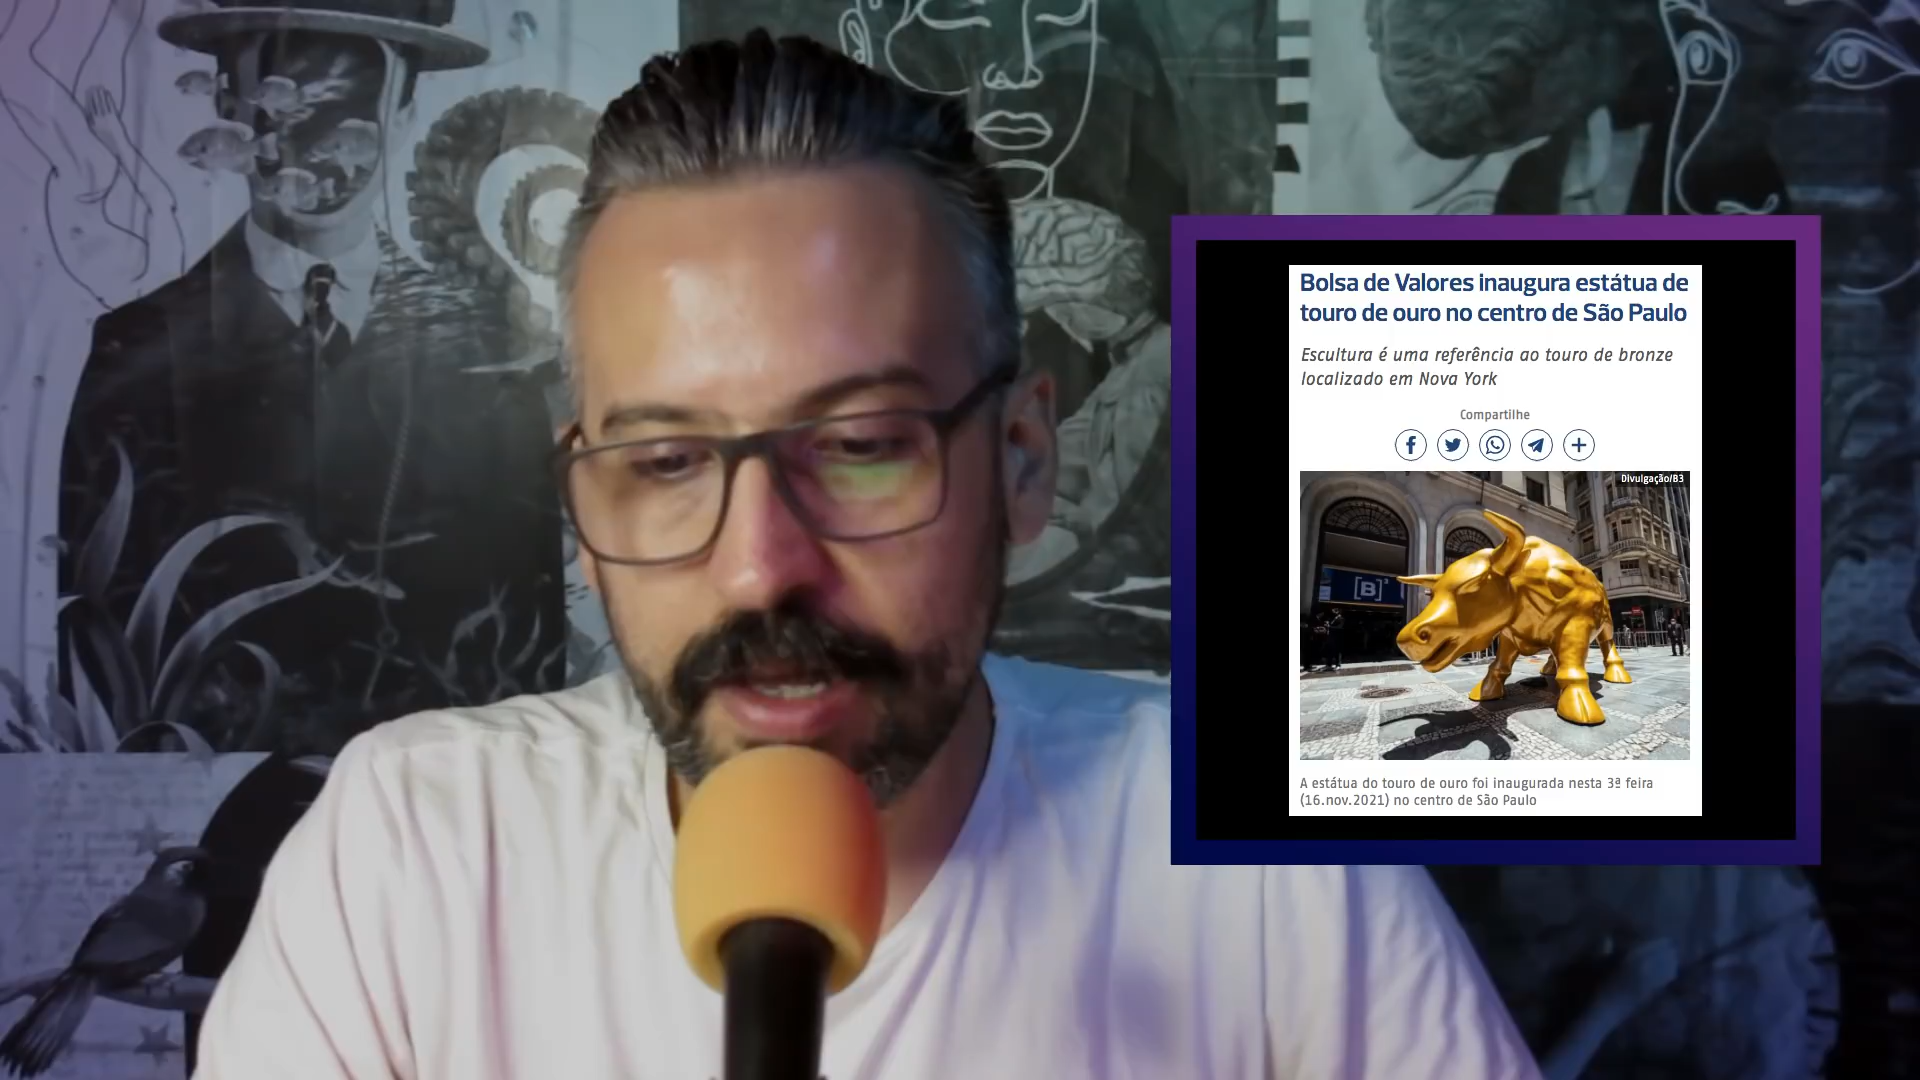 Bolsa de Valores inaugura estátua de
touro de ouro no centro de São Paulo
Escultura é uma referência ao touro de bronze
localizado em Nova York
Compartilhe
Divulgação/B3
[B]³
A estátua do touro de ouro foi inaugurada nesta 3ª feira
(16.nov.2021) no centro de São Paulo